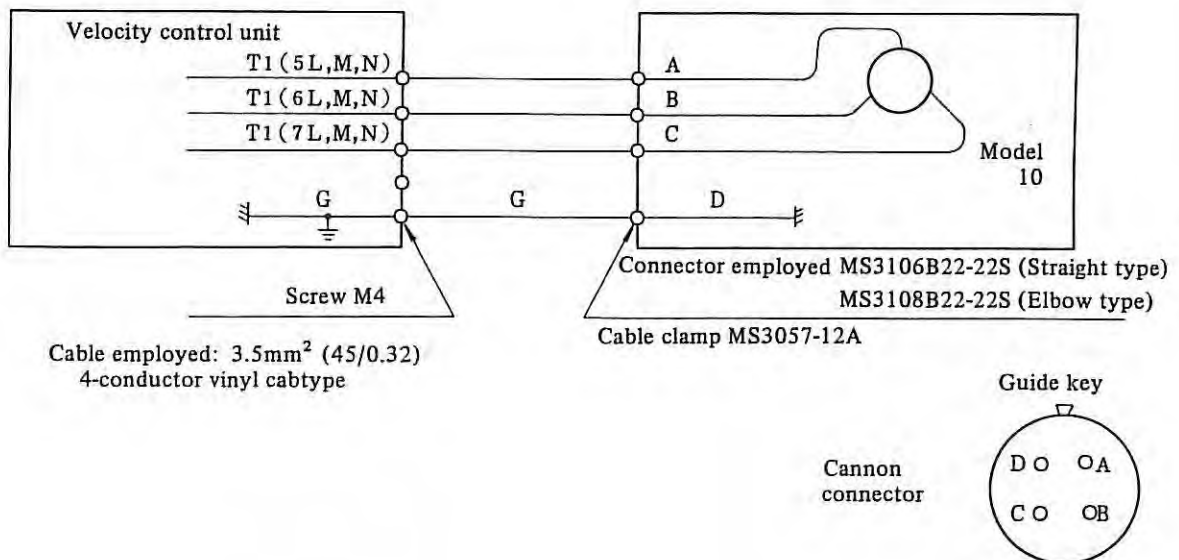 Velocity control unit
T1 (5L,M,N)
T1 (6L,M,N)
T1 (7L,M,N)
G
G
A
B
C
D
Model
10
Screw M4
Cable employed: 3.5mm² (45/0.32)
4-conductor vinyl cabtype
Connector employed MS3106B22-22S (Straight type)
MS3108B22-22S (Elbow type)
Cable clamp MS3057-12A
Guide key
Cannon
connector
D A
C B